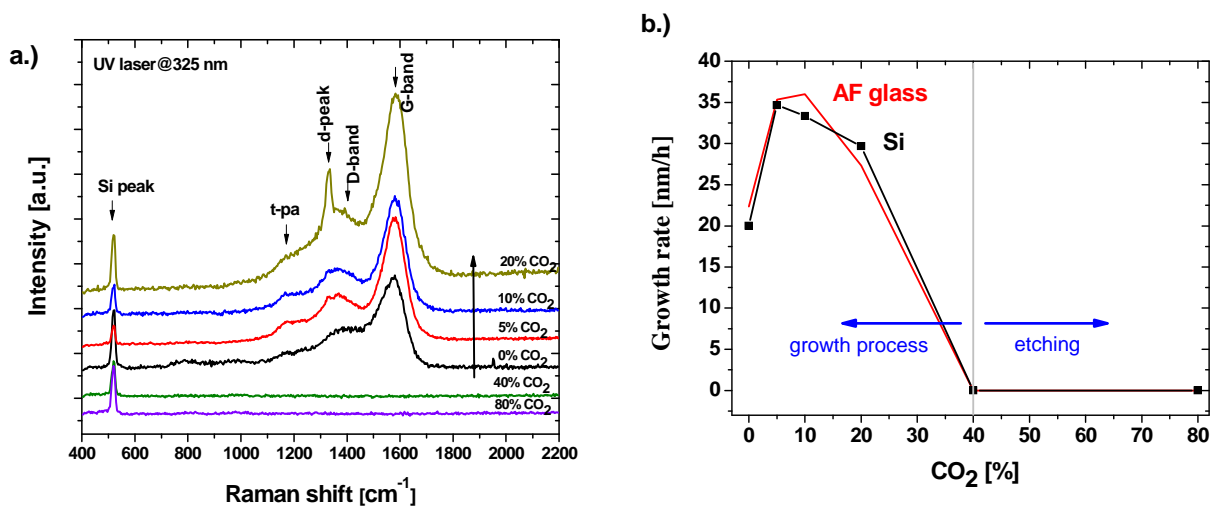 a.)
UV laser@325 nm
Si peak
t-pa
d-peak
D-band
G-band
20% CO2
10% CO2
5% CO2
0% CO2
40% CO2
80% CO2
Intensity [a.u.]
400 600 800 1000 1200 1400 1600 1800 2000 2200
Raman shift [cm-1]
b.)
AF glass
Si
growth process
etching
Growth rate [nm/h]
40
35
30
25
20
15
10
5
0
0 10 20 30 40 50 60 70 80
CO2 [%]